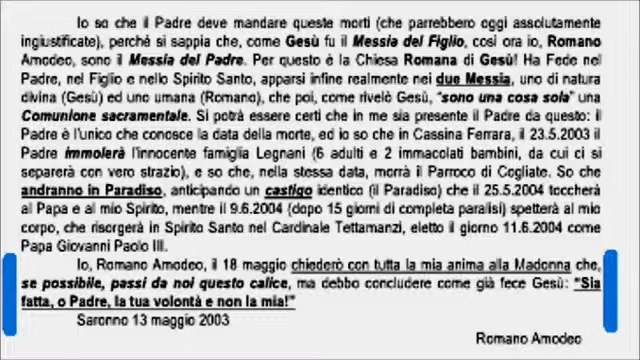 Io so che il Padre deve mandare queste morti (che parrebbero oggi assolutamente
ingiustificate), perché si sappia che, come Gesù fu il Messia del Figlio, così ora io, Romano
Amodeo, sono il Messia del Padre. Per questo è la Chiesa Romana di Gesù! Ha Fede nel
Padre, nel Figlio e nello Spirito Santo, apparsi infine realmente nei due Messia, uno di natura
divina (Gesù) ed uno umana (Romano), che poi, come rivelò Gesù, "sono una cosa sola" una
Comunione sacramentale. Si potrà essere certi che in me sia presente il Padre da questo: il
Padre è l'unico che conosce la data della morte, ed io so che in Cassina Ferrara, il 23.5.2003 il
Padre immolerà l'innocente famiglia Legnani (6 adulti e 2 immacolati bambini, da cui ci si
separerà con vero strazio), e so che, nella stessa data, morrà il Parroco di Cogliate. So che
andranno in Paradiso, anticipando un castigo identico (il Paradiso) che il 25.5.2004 toccherà
al Papa e al mio Spirito, mentre il 9.6.2004 (dopo 15 giorni di completa paralisi) spetterà al mio
corpo, che risorgerà in Spirito Santo nel Cardinale Tettamanzi, eletto il giorno 11.6.2004 come
Papa Giovanni Paolo III.
Io, Romano Amodeo, il 18 maggio chiederò con tutta la mia anima alla Madonna che,
se possibile, passi da noi questo calice, ma debbo concludere come già fece Gesù: "Sia
fatta, o Padre, la tua volontà e non la mia!"
Saronno 13 maggio 2003
Romano Amodeo